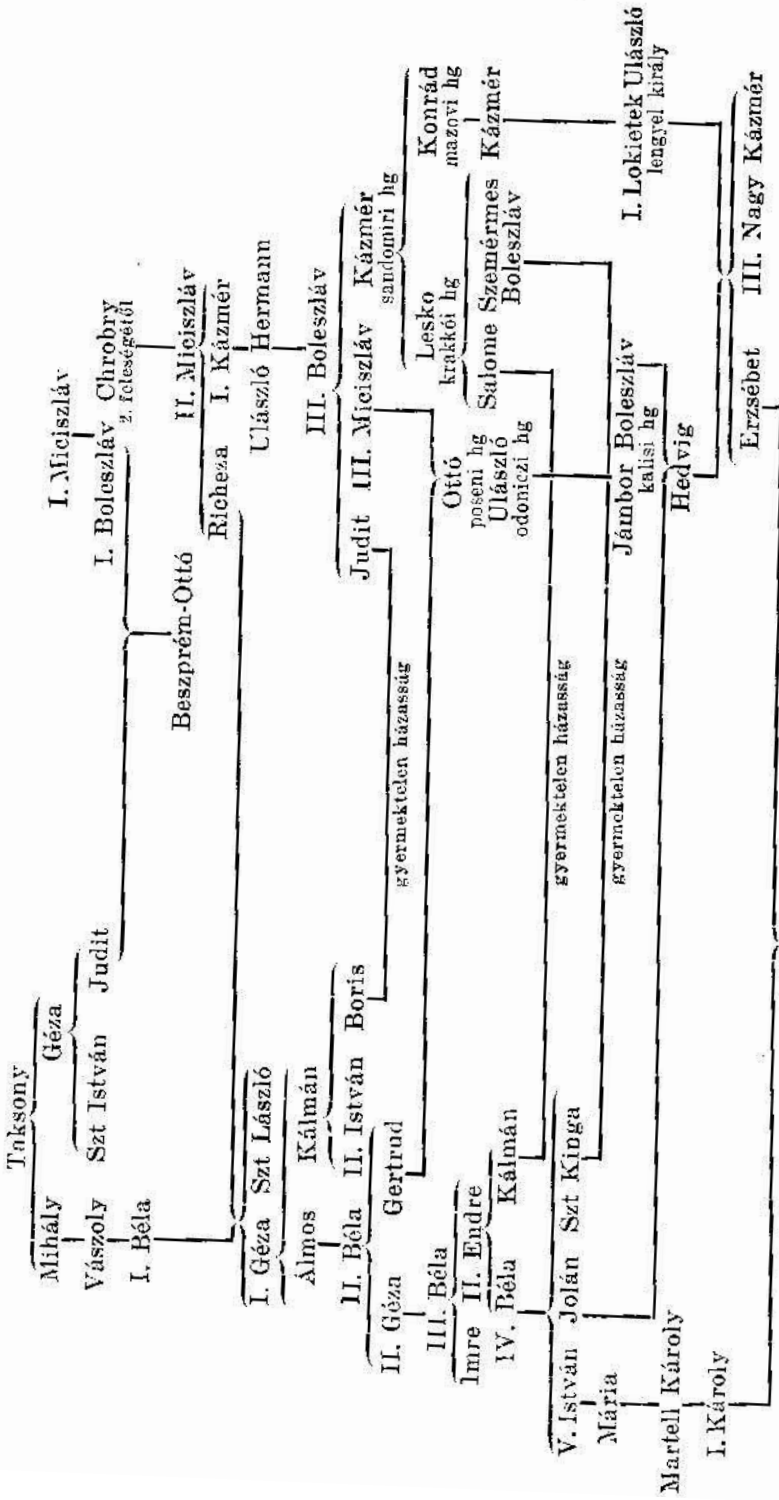 Taksony
I. Miciszláv
Mihály Géza
I. Boleszláv Chrobry
2. feleségétől
Vászoly Szt István Judit
Beszprém-Ottó
II. Miciszláv
I. Béla
Richeza I. Kázmér
I. Géza Szt László
Ulászló Hermann
Álmos Kálmán
III. Boleszláv
II. Béla II. István Boris
Judit III. Miciszláv Kázmér
sandomiri hg
gyermektelen házasság
II. Géza Gertrud
Ottó
poseni hg
Lesko
krakkói hg
Konrád
mazovi hg
III. Béla
Ulászló
odoniczi hg
Salome Szemérmes
Boleszláv
Kázmér
Imre II. Endre
IV. Béla Kálmán
gyermektelen házasság
V. István Jolán Szt Kinga
gyermektelen házasság
Jámbor Boleszláv
kalisi hg
I. Lokietek Ulászló
lengyel király
Mária
Hedvig
Martell Károly
I. Károly
Erzsébet III. Nagy Kázmér